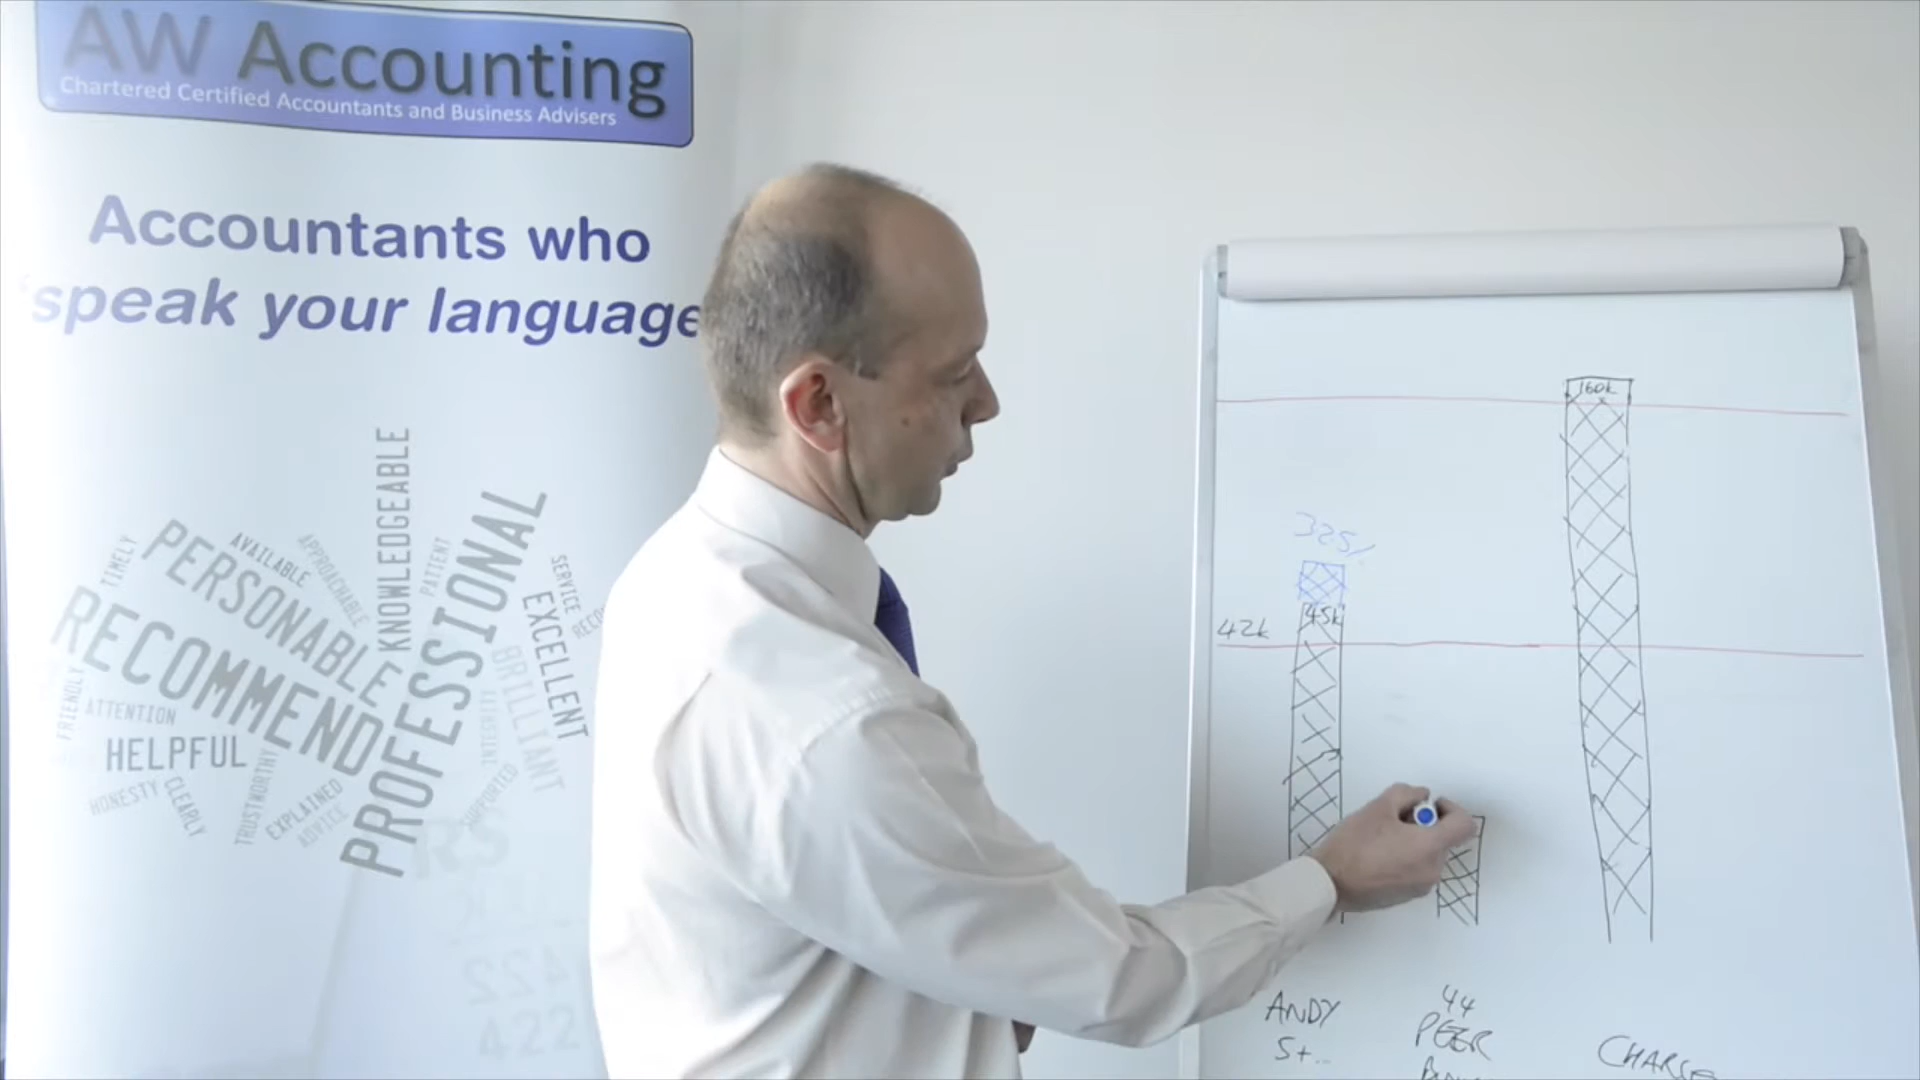 AW Accounting
Chartered Certified Accountants and Business Advisers
Accountants who
'speak your language
KNOWLEDGEABLE
PROFESSIONAL
TIMELY
PERSONABLE
AVAILABLE
APPROACHABLE
PATIENT
SERVICE
EXCELLENT
RECOMMEND
BRILLIANT
FRIENDLY
ATTENTION
HELPFUL
INTEGRITY
HONESTY
CLEARLY
TRUSTWORTHY
EXPLAINED
ADVICE
SUPPORTED
422
160k
45k
42k
ANDY
St...
44
PEER